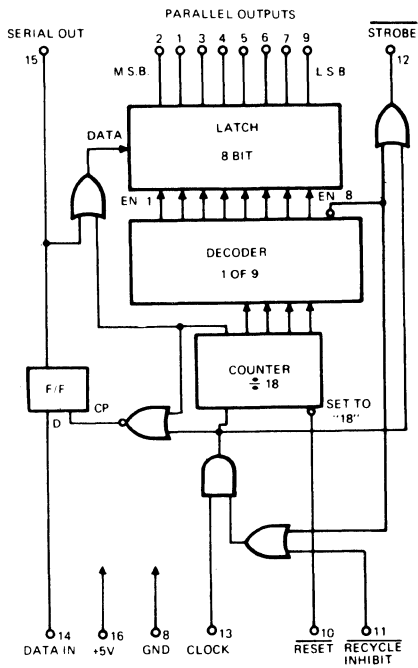 PARALLEL OUTPUTS
SERIAL OUT
15
2 1 3 4 5 6 7 9
STROBE
12
M.S.B.
L S B
DATA
LATCH
8 BIT
EN 1
EN 8
DECODER
1 OF 9
COUNTER
÷ 18
SET TO
"18"
F/F
CP
D
14
16
8
13
10
11
DATA IN
+5V
GND
CLOCK
RESET
RECYCLE
INHIBIT